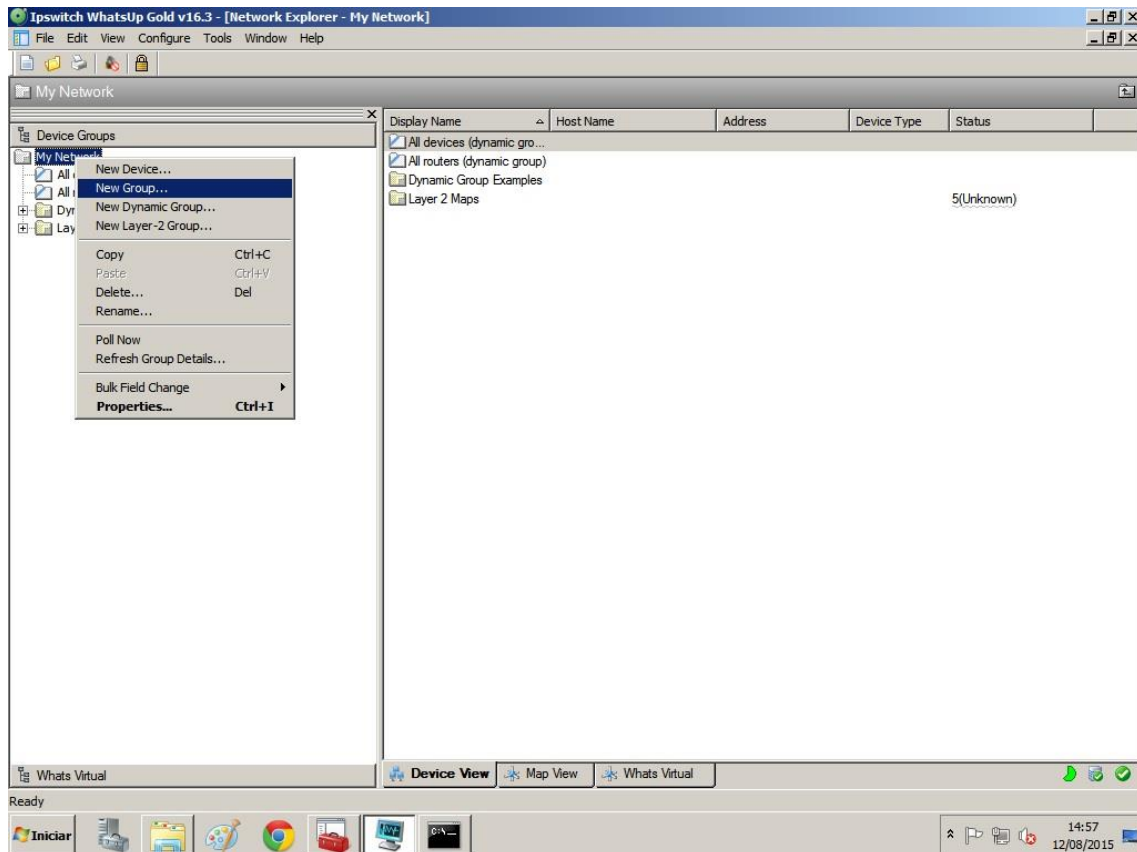 Ipswitch WhatsUp Gold v16.3 - [Network Explorer - My Network]
File Edit View Configure Tools Window Help
My Network
Device Groups
My Network
All
All
Dyr
Lay
New Device...
New Group...
New Dynamic Group...
New Layer-2 Group...
Copy Ctrl+C
Paste Ctrl+V
Delete... Del
Rename...
Poll Now
Refresh Group Details...
Bulk Field Change
Properties... Ctrl+I
Display Name Host Name Address Device Type Status
All devices (dynamic gro...
All routers (dynamic group)
Dynamic Group Examples
Layer 2 Maps 5(Unknown)
Whats Virtual
Device View Map View Whats Virtual
Ready
Iniciar
C:\_
14:57
12/08/2015